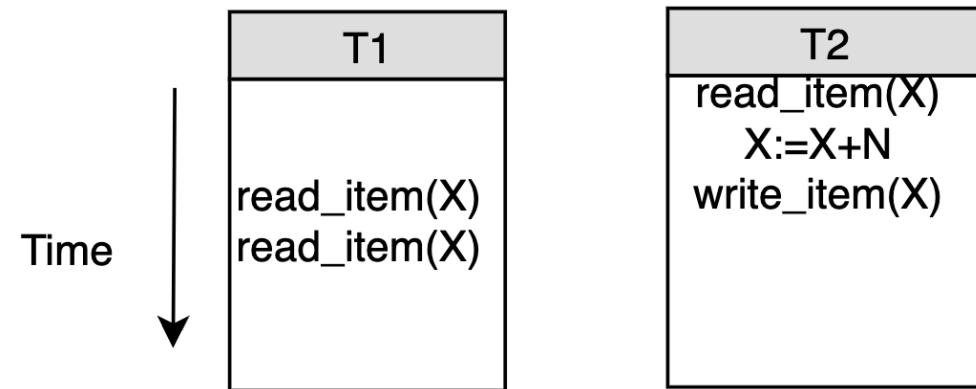 T1
read_item(X)
read_item(X)
Time
T2
read_item(X)
X:=X+N
write_item(X)